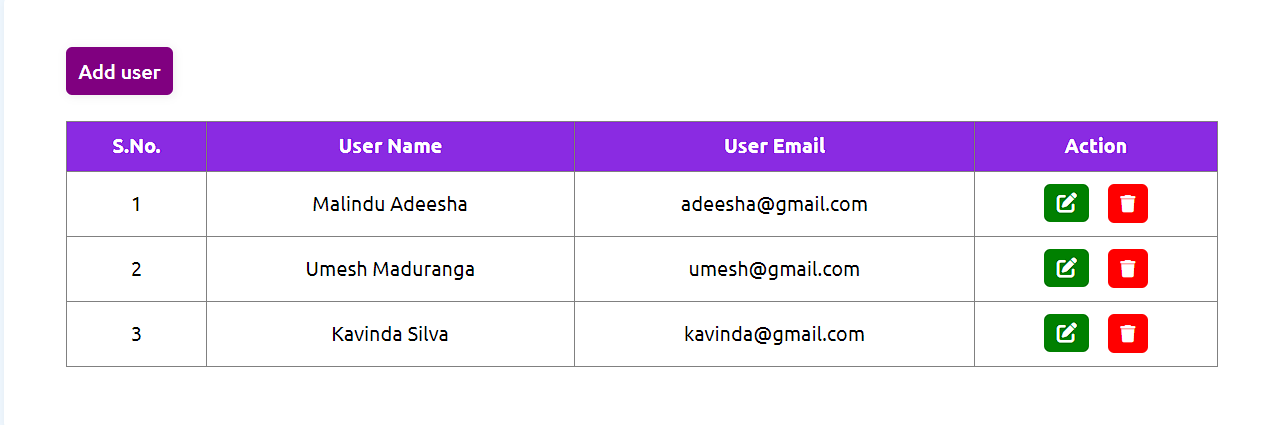 Add user
S.No. User Name User Email Action
1 Malindu Adeesha adeesha@gmail.com
2 Umesh Maduranga umesh@gmail.com
3 Kavinda Silva kavinda@gmail.com